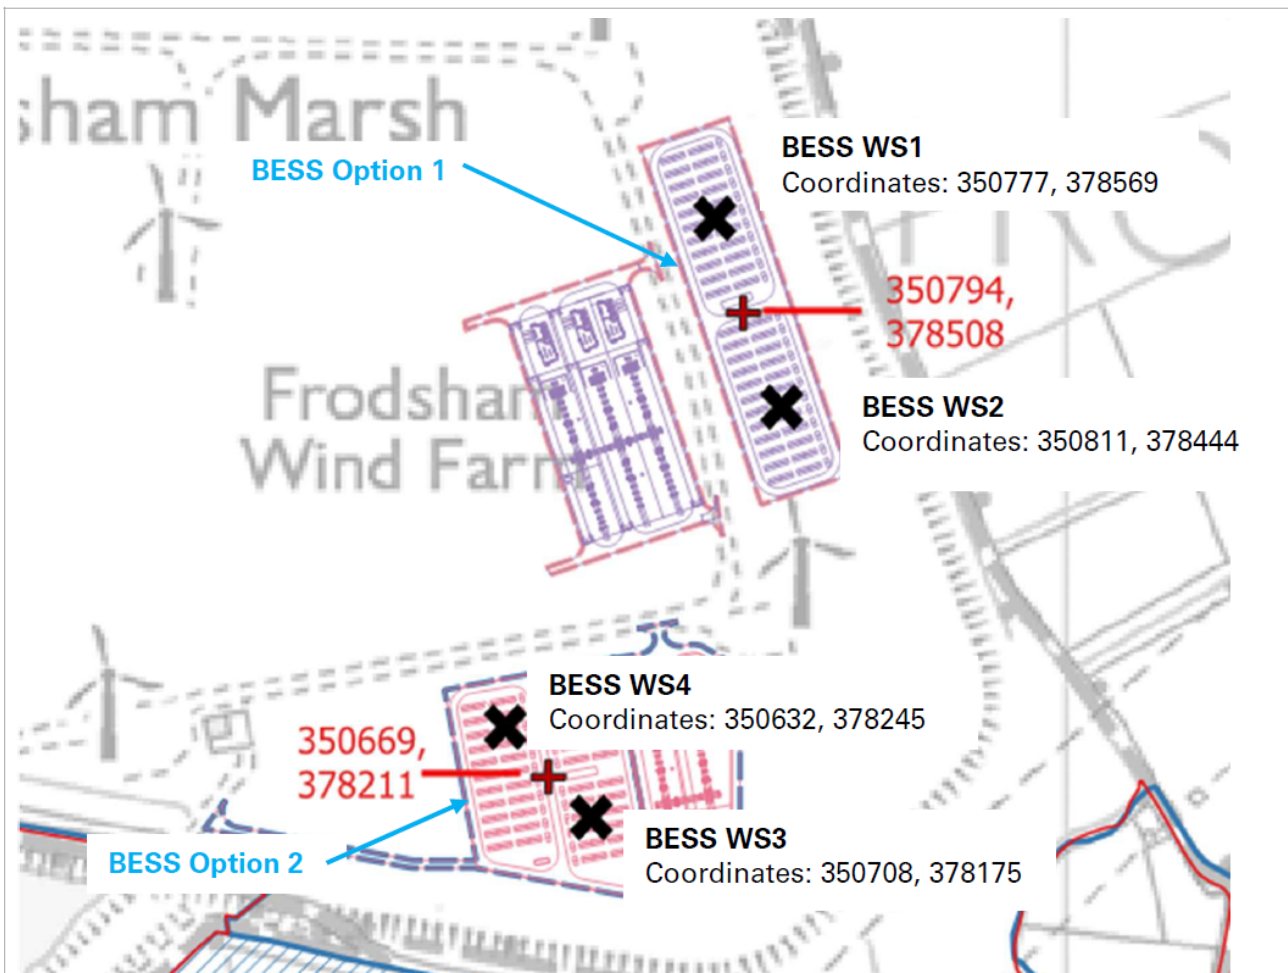 sham Marsh
BESS Option 1
BESS WS1
Coordinates: 350777, 378569
350794,
378508
Frodsham
Wind Farm
BESS WS2
Coordinates: 350811, 378444
BESS WS4
Coordinates: 350632, 378245
350669,
378211
BESS Option 2
BESS WS3
Coordinates: 350708, 378175